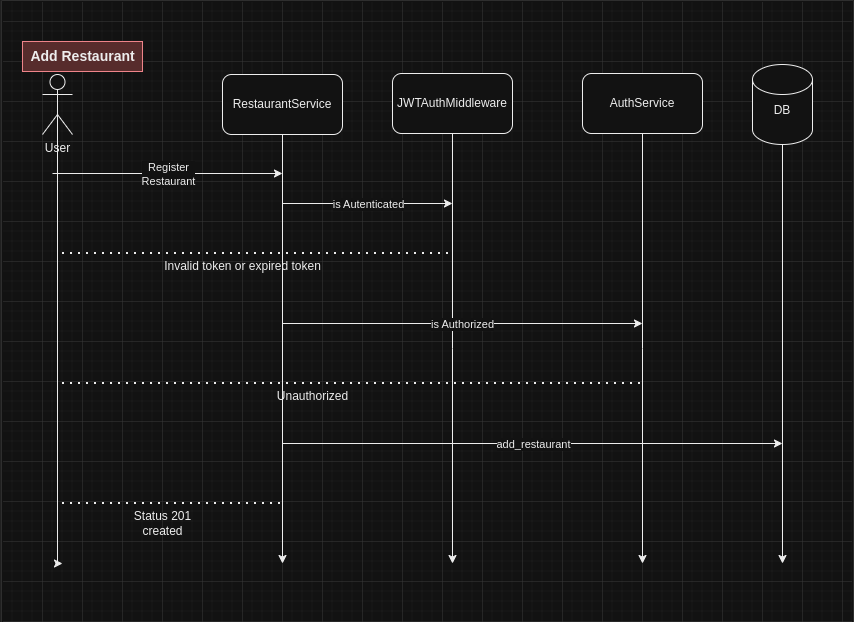 Add Restaurant
RestaurantService
JWTAuthMiddleware
AuthService
DB
User
Register
Restaurant
is Autenticated
Invalid token or expired token
is Authorized
Unauthorized
add_restaurant
Status 201
created